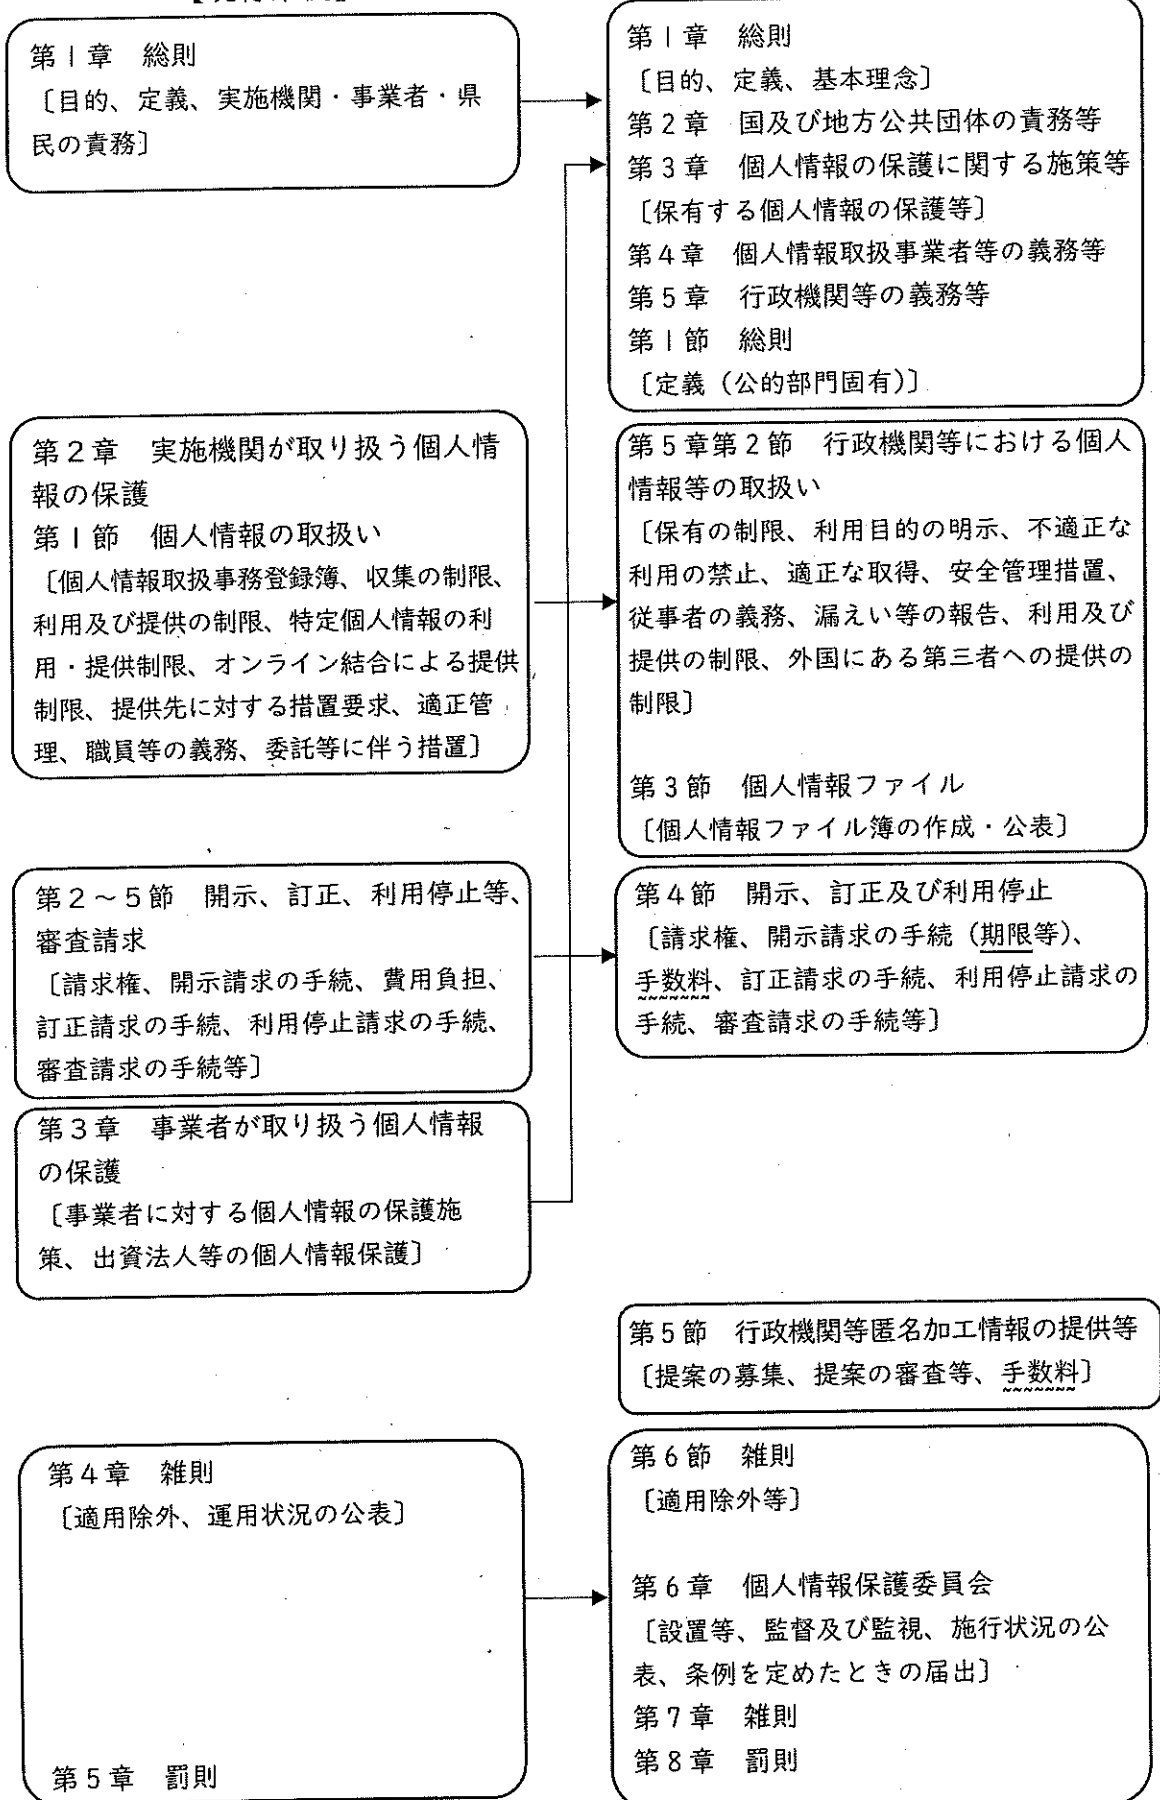 第1章 総則
〔目的、定義、実施機関・事業者・県
民の責務〕
第1章 総則
〔目的、定義、基本理念〕
第2章 国及び地方公共団体の責務等
第3章 個人情報の保護に関する施策等
〔保有する個人情報の保護等〕
第4章 個人情報取扱事業者等の義務等
第5章 行政機関等の義務等
第1節 総則
〔定義（公的部門固有）〕
第2章 実施機関が取り扱う個人情
報の保護
第1節 個人情報の取扱い
〔個人情報取扱事務登録簿、収集の制限、
利用及び提供の制限、特定個人情報の利
用・提供制限、オンライン結合による提供
制限、提供先に対する措置要求、適正管
理、職員等の義務、委託等に伴う措置〕
第5章第2節 行政機関等における個人
情報等の取扱い
〔保有の制限、利用目的の明示、不適正な
利用の禁止、適正な取得、安全管理措置、
従事者の義務、漏えい等の報告、利用及び
提供の制限、外国にある第三者への提供の
制限〕
第3節 個人情報ファイル
〔個人情報ファイル簿の作成・公表〕
第2～5節 開示、訂正、利用停止等、
審査請求
〔請求権、開示請求の手続、費用負担、
訂正請求の手続、利用停止請求の手続、
審査請求の手続等〕
第4節 開示、訂正及び利用停止
〔請求権、開示請求の手続（期限等）、
手数料、訂正請求の手続、利用停止請求の
手続、審査請求の手続等〕
第3章 事業者が取り扱う個人情報
の保護
〔事業者に対する個人情報の保護施
策、出資法人等の個人情報保護〕
第5節 行政機関等匿名加工情報の提供等
〔提案の募集、提案の審査等、手数料〕
第4章 雑則
〔適用除外、運用状況の公表〕
第5章 罰則
第6節 雑則
〔適用除外等〕
第6章 個人情報保護委員会
〔設置等、監督及び監視、施行状況の公
表、条例を定めたときの届出〕
第7章 雑則
第8章 罰則